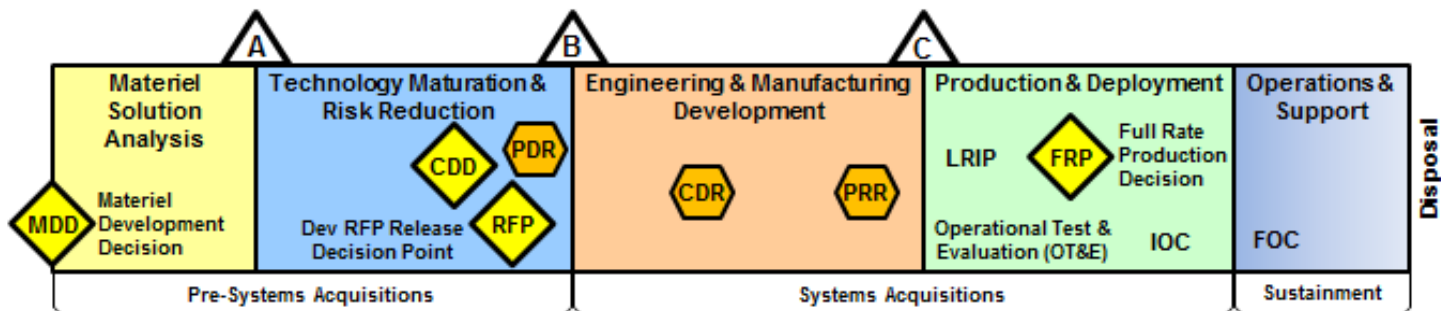 A
B
C
Materiel
Solution
Analysis
MDD
Materiel
Development
Decision
Technology Maturation &
Risk Reduction
CDD
PDR
Dev RFP Release
Decision Point
RFP
Engineering & Manufacturing
Development
CDR
PRR
Production & Deployment
LRIP
FRP
Full Rate
Production
Decision
Operational Test &
Evaluation (OT&E)
IOC
Operations &
Support
FOC
Disposal
Pre-Systems Acquisitions
Systems Acquisitions
Sustainment